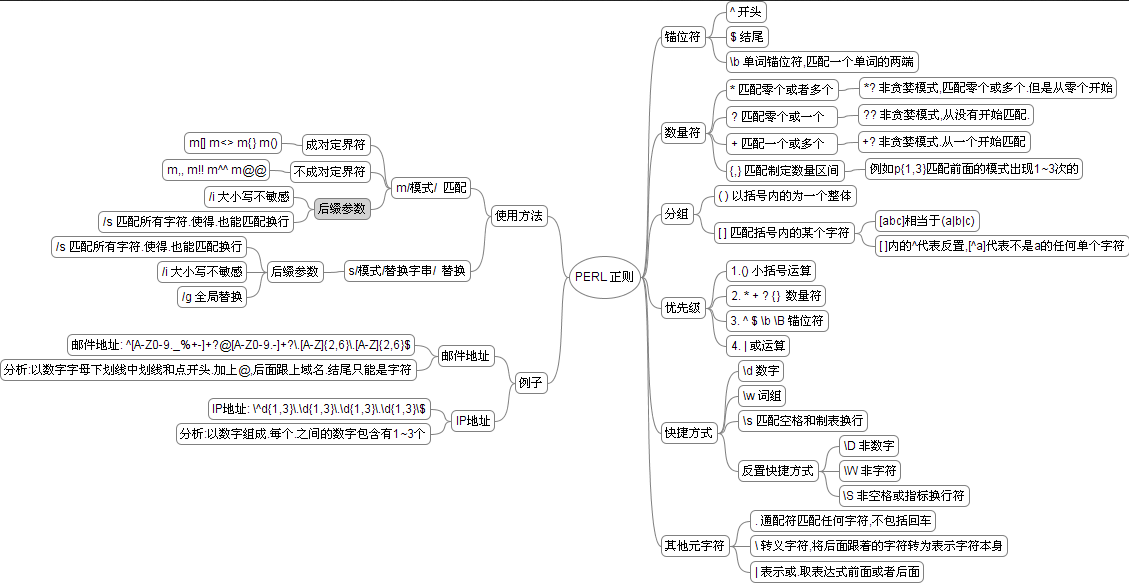 PERL 正则
锚位符
^ 开头
$ 结尾
\b 单词锚位符,匹配一个单词的两端
数量符
* 匹配零个或者多个
*? 非贪婪模式,匹配零个或多个.但是从零个开始
? 匹配零个或一个
?? 非贪婪模式,从没有开始匹配.
+ 匹配一个或多个
+? 非贪婪模式.从一个开始匹配
{,} 匹配制定数量区间
例如p{1,3}匹配前面的模式出现1~3次的
分组
( ) 以括号内的为一个整体
[ ] 匹配括号内的某个字符
[abc]相当于(a|b|c)
[ ]内的^代表反置,[^a]代表不是a的任何单个字符
优先级
1.() 小括号运算
2. * + ? { } 数量符
3. ^ $ \b \B 锚位符
4. | 或运算
快捷方式
\d 数字
\w 词组
\s 匹配空格和制表换行
反置快捷方式
\D 非数字
\W 非字符
\S 非空格或指标换行符
其他元字符
. 通配符匹配任何字符,不包括回车
\ 转义字符,将后面跟着的字符转为表示字符本身
| 表示或.取表达式前面或者后面
使用方法
m/模式/ 匹配
成对定界符
m[] m<> m{} m()
不成对定界符
m,, m!! m^^ m@@
后缀参数
/i 大小写不敏感
/s 匹配所有字符.使得.也能匹配换行
s/模式/替换字串/ 替换
后缀参数
/s 匹配所有字符.使得.也能匹配换行
/i 大小写不敏感
/g 全局替换
例子
邮件地址
邮件地址: ^[A-Z0-9._%+-]+?@[A-Z0-9.-]+?\.[A-Z]{2,6}\.[A-Z]{2,6}$
分析:以数字字母下划线中划线和点开头.加上@,后面跟上域名.结尾只能是字符
IP地址
IP地址: \^d{1,3}\.\d{1,3}\.\d{1,3}\.\d{1,3}\$
分析:以数字组成.每个.之间的数字包含有1~3个